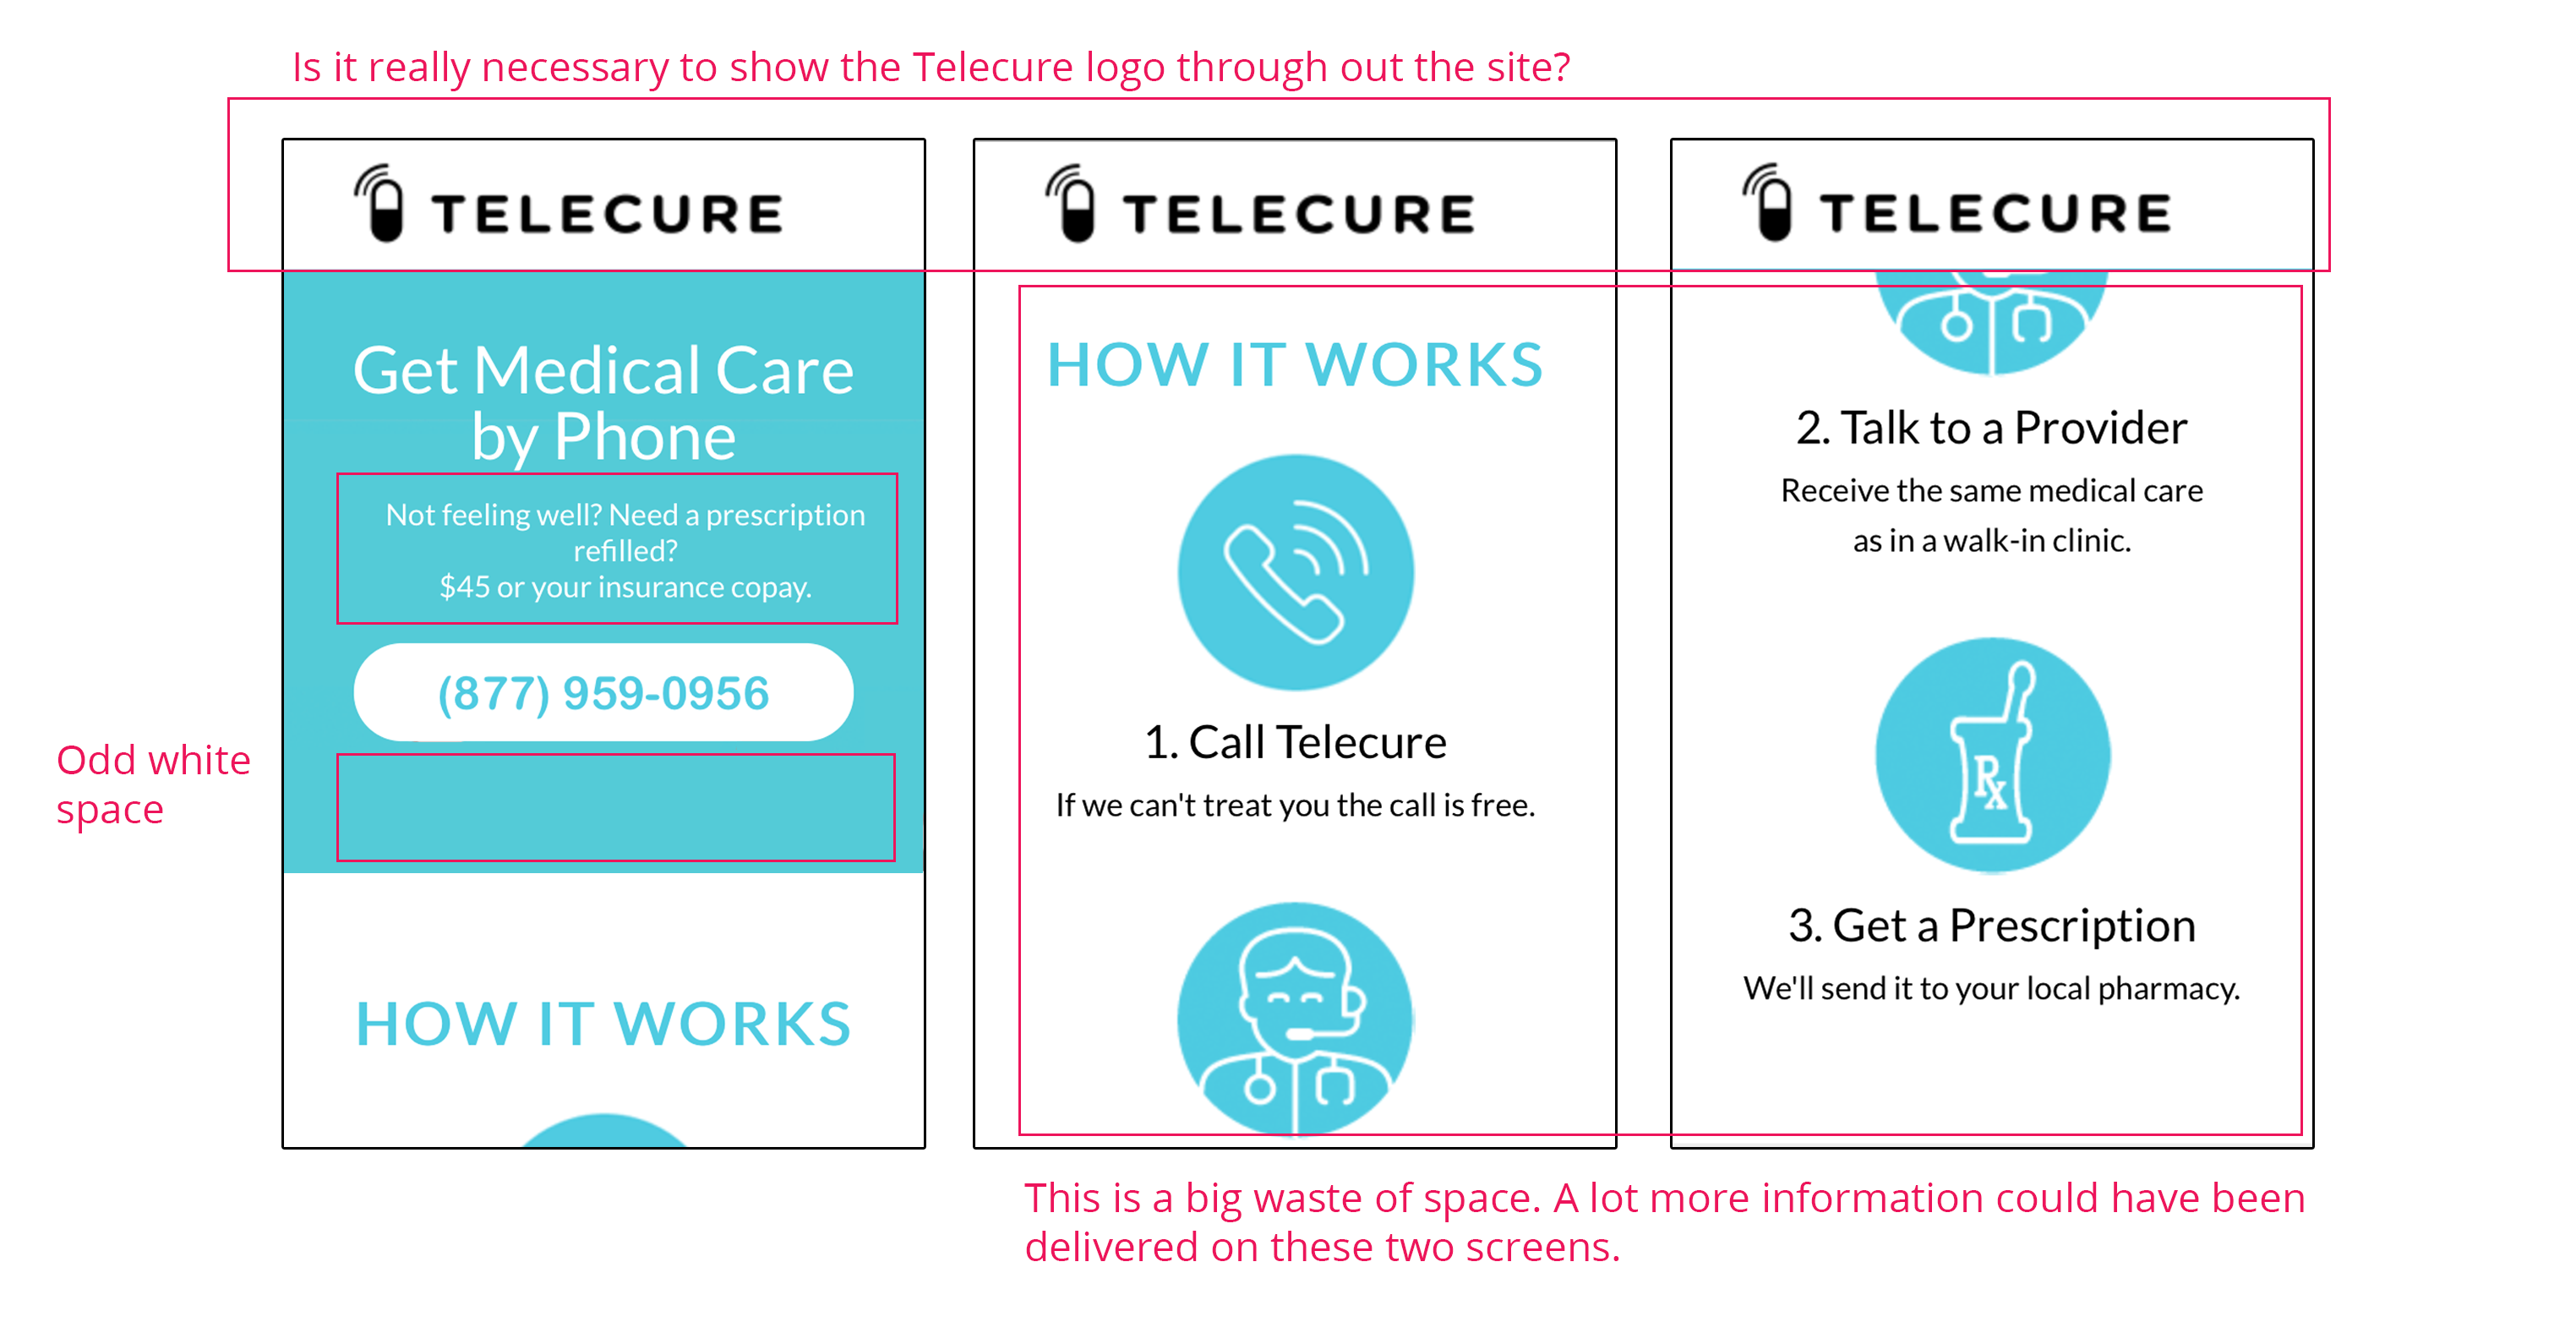 Is it really necessary to show the Telecure logo through out the site?
TELECURE
Get Medical Care
by Phone
Not feeling well? Need a prescription
refilled?
$45 or your insurance copay.
(877) 959-0956
Odd white
space
HOW IT WORKS
TELECURE
HOW IT WORKS
1. Call Telecure
If we can't treat you the call is free.
TELECURE
2. Talk to a Provider
Receive the same medical care
as in a walk-in clinic.
Rx
3. Get a Prescription
We'll send it to your local pharmacy.
This is a big waste of space. A lot more information could have been
delivered on these two screens.